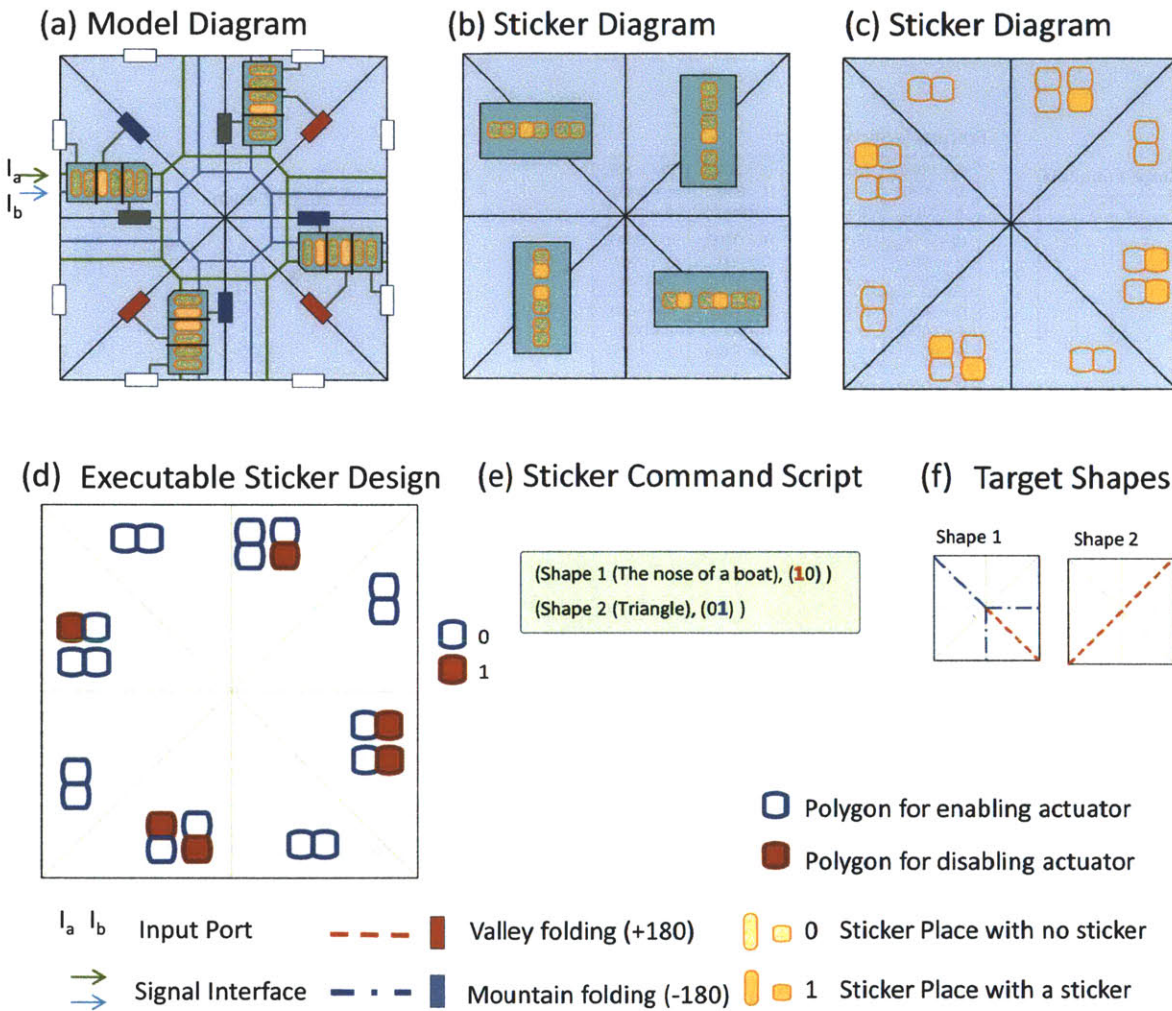 (a) Model Diagram
(b) Sticker Diagram
(c) Sticker Diagram
Ia
Ib
(d) Executable Sticker Design
(e) Sticker Command Script
(f) Target Shapes
Shape 1
Shape 2
(Shape 1 (The nose of a boat), (10) )
(Shape 2 (Triangle), (01) )
0
1
Polygon for enabling actuator
Polygon for disabling actuator
Ia Ib Input Port
Valley folding (+180)
0 Sticker Place with no sticker
Signal Interface
Mountain folding (-180)
1 Sticker Place with a sticker